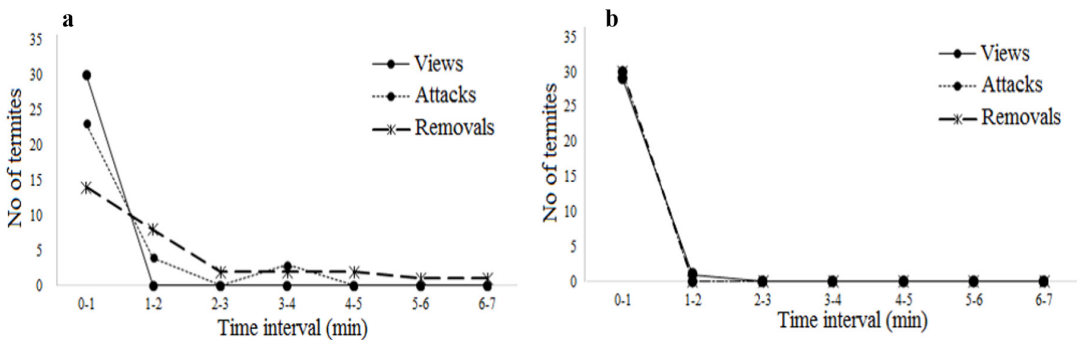 a
35
30
25
20
15
10
5
0
No of termites
Views
Attacks
Removals
0-1 1-2 2-3 3-4 4-5 5-6 6-7
Time interval (min)
b
35
30
25
20
15
10
5
0
No of termites
Views
Attacks
Removals
0-1 1-2 2-3 3-4 4-5 5-6 6-7
Time interval (min)